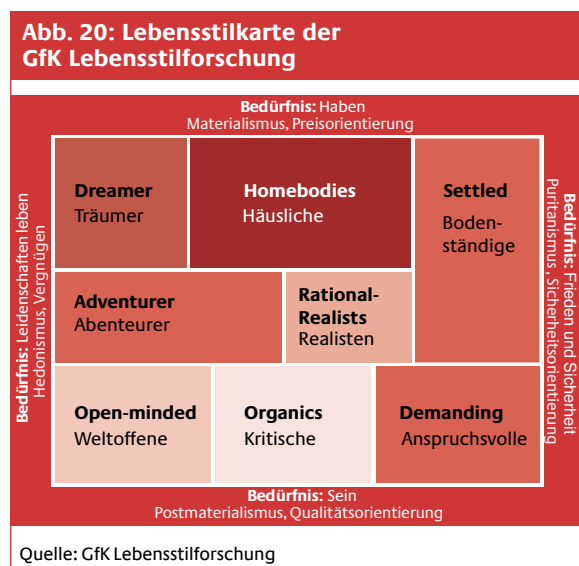 Abb. 20: Lebensstilkarte der
GfK Lebensstilforschung
Bedürfnis: Haben
Materialismus, Preisorientierung
Bedürfnis: Leidenschaften leben
Hedonismus, Vergnügen
Dreamer
Träumer
Homebodies
Häusliche
Settled
Boden-
ständige
Adventurer
Abenteurer
Rational-
Realists
Realisten
Open-minded
Weltoffene
Organics
Kritische
Demanding
Anspruchsvolle
Bedürfnis: Frieden und Sicherheit
Puritanismus, Sicherheitsorientierung
Bedürfnis: Sein
Postmaterialismus, Qualitätsorientierung
Quelle: GfK Lebensstilforschung